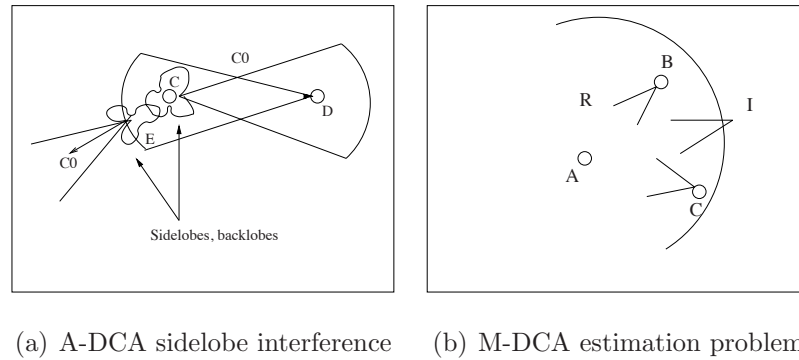 C0
C
D
E
C0
Sidelobes, backlobes
(a) A-DCA sidelobe interference
B
R
I
A
C
(b) M-DCA estimation problem